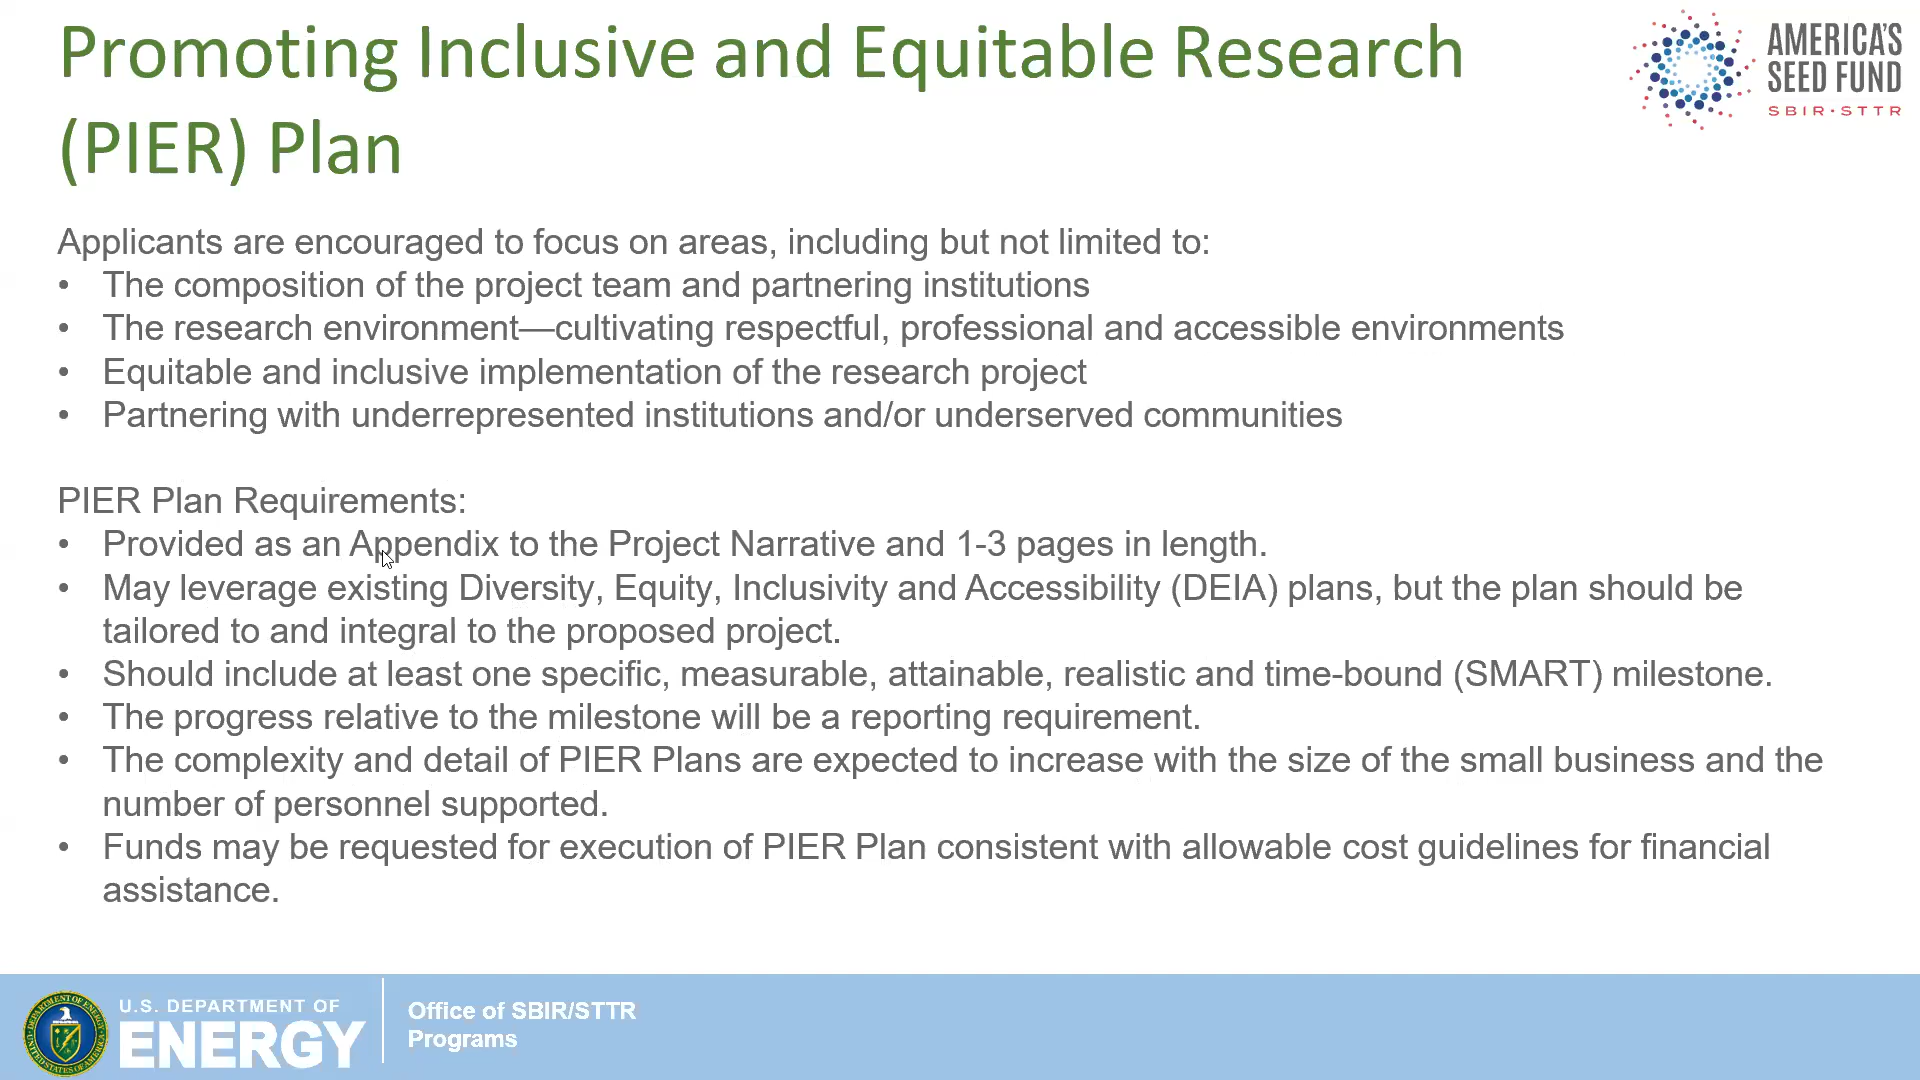 Promoting Inclusive and Equitable Research
(PIER) Plan
AMERICA'S
SEED FUND
SBIR·STTR
Applicants are encouraged to focus on areas, including but not limited to:
• The composition of the project team and partnering institutions
• The research environment—cultivating respectful, professional and accessible environments
• Equitable and inclusive implementation of the research project
• Partnering with underrepresented institutions and/or underserved communities
PIER Plan Requirements:
• Provided as an Appendix to the Project Narrative and 1-3 pages in length.
• May leverage existing Diversity, Equity, Inclusivity and Accessibility (DEIA) plans, but the plan should be
tailored to and integral to the proposed project.
• Should include at least one specific, measurable, attainable, realistic and time-bound (SMART) milestone.
• The progress relative to the milestone will be a reporting requirement.
• The complexity and detail of PIER Plans are expected to increase with the size of the small business and the
number of personnel supported.
• Funds may be requested for execution of PIER Plan consistent with allowable cost guidelines for financial
assistance.
DEPARTMENT OF ENERGY
UNITED STATES OF AMERICA
U.S. DEPARTMENT OF
ENERGY
Office of SBIR/STTR
Programs